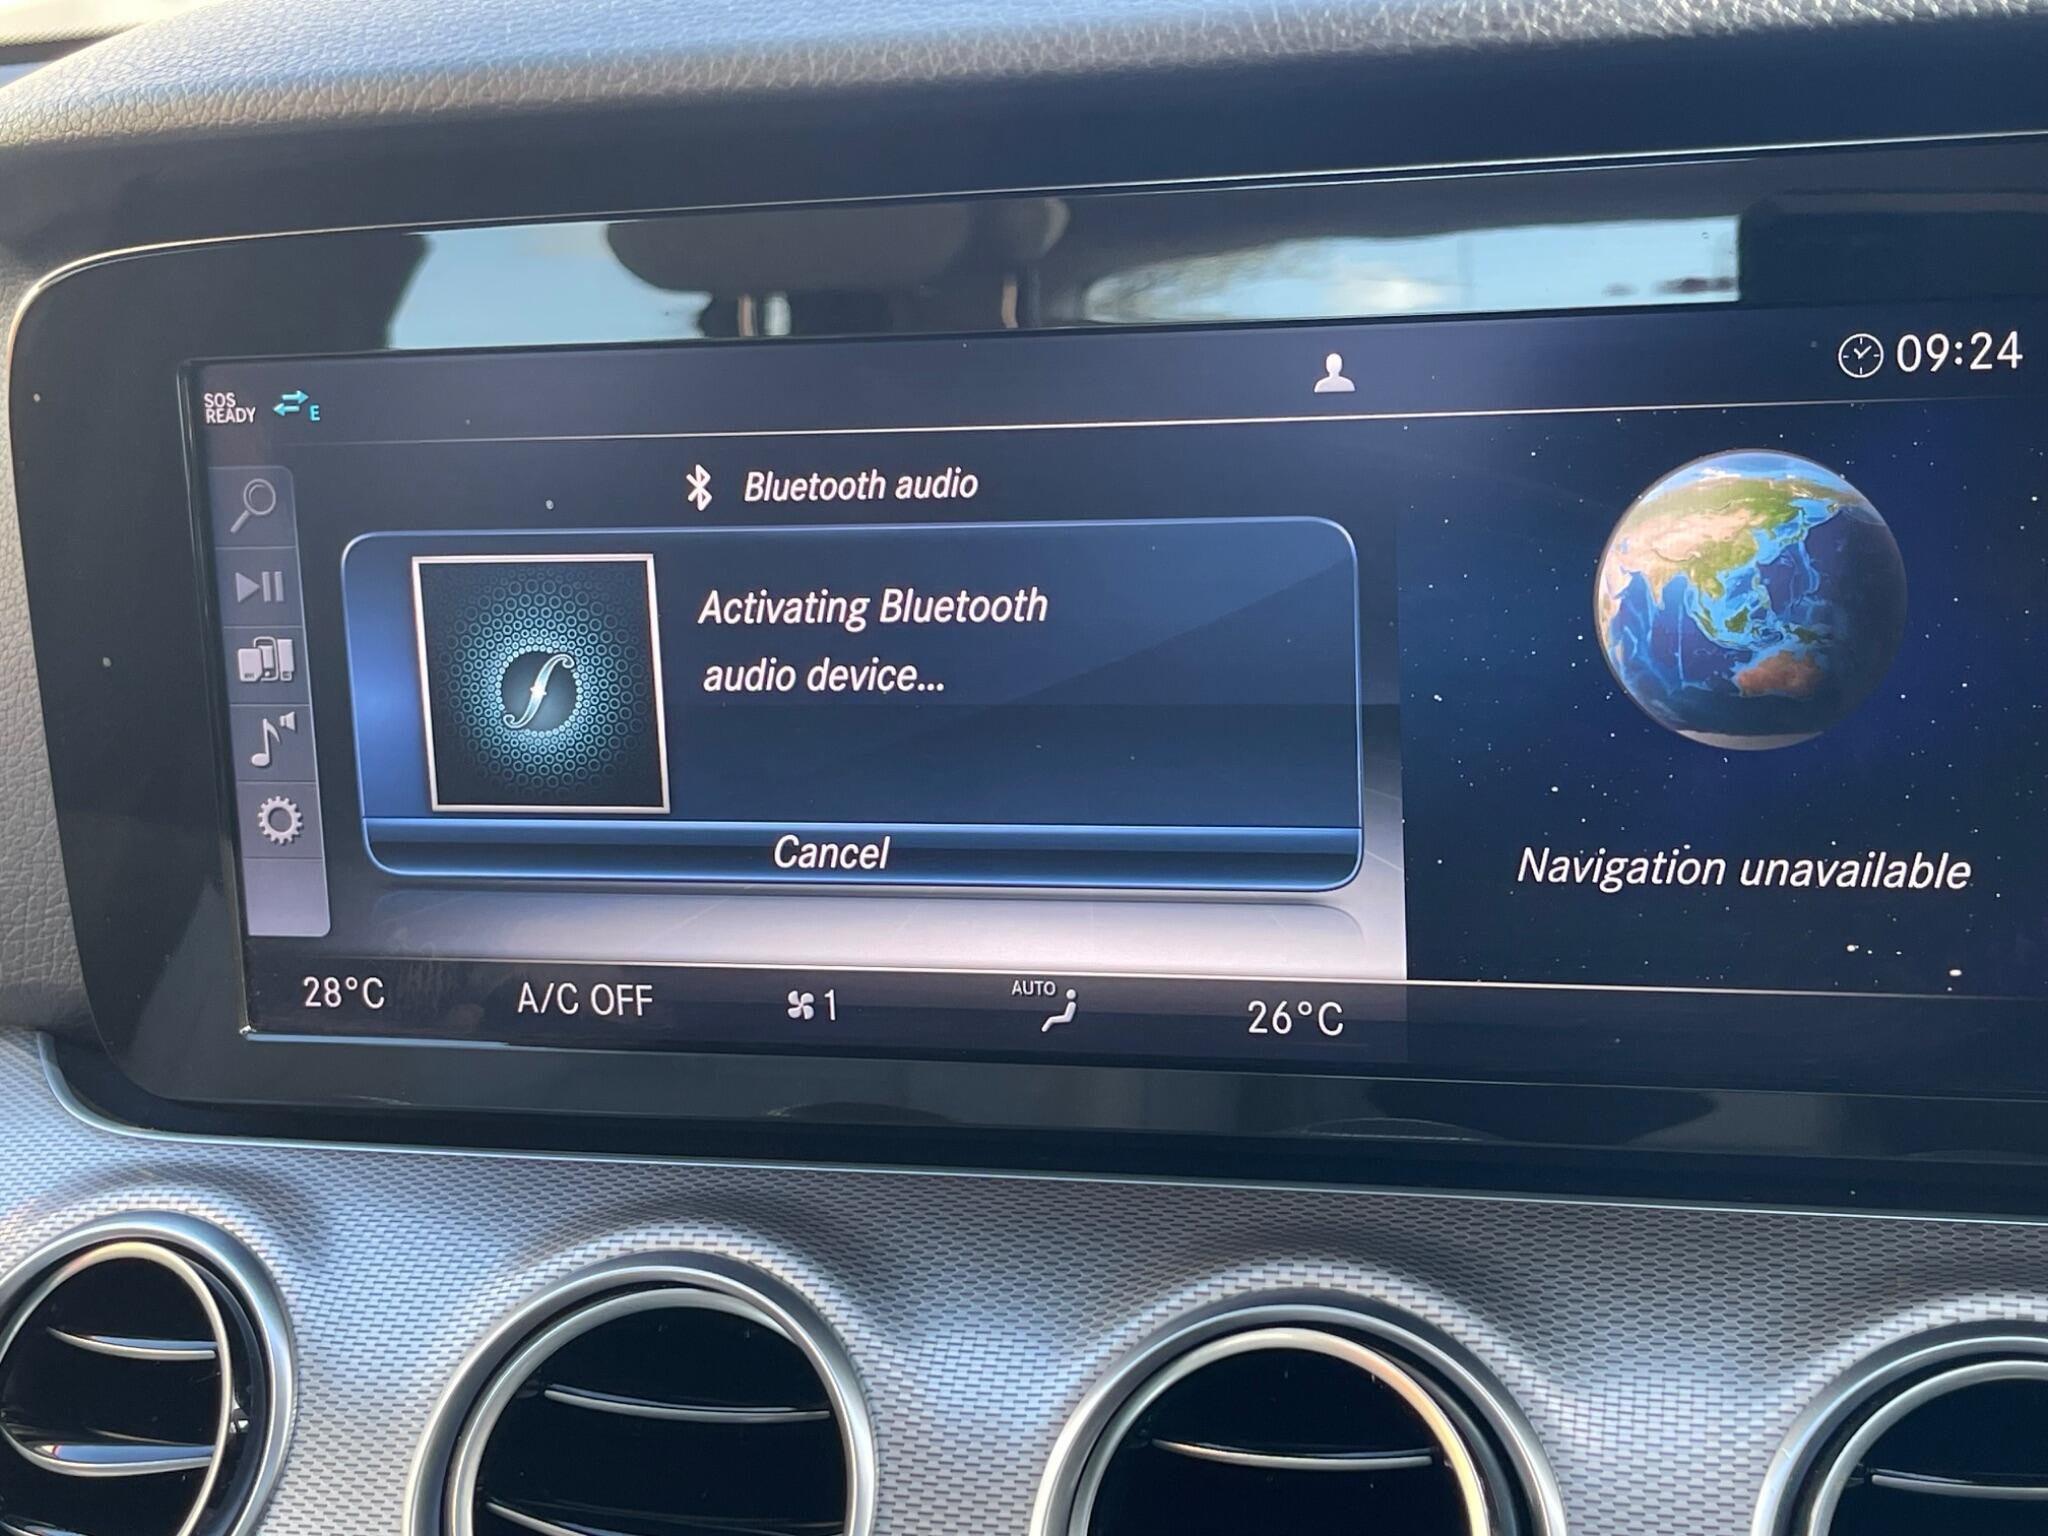 SOS
READY
E
09:24
Bluetooth audio
Activating Bluetooth
audio device...
Cancel
Navigation unavailable
28°C
A/C OFF
1
AUTO
26°C